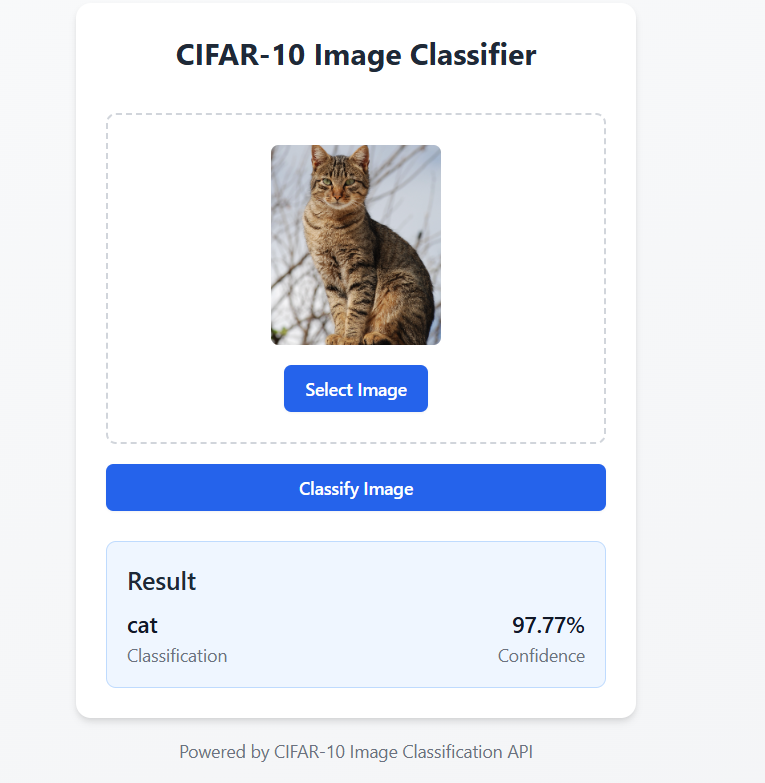 CIFAR-10 Image Classifier
Select Image
Classify Image
Result
cat 97.77%
Classification Confidence
Powered by CIFAR-10 Image Classification API